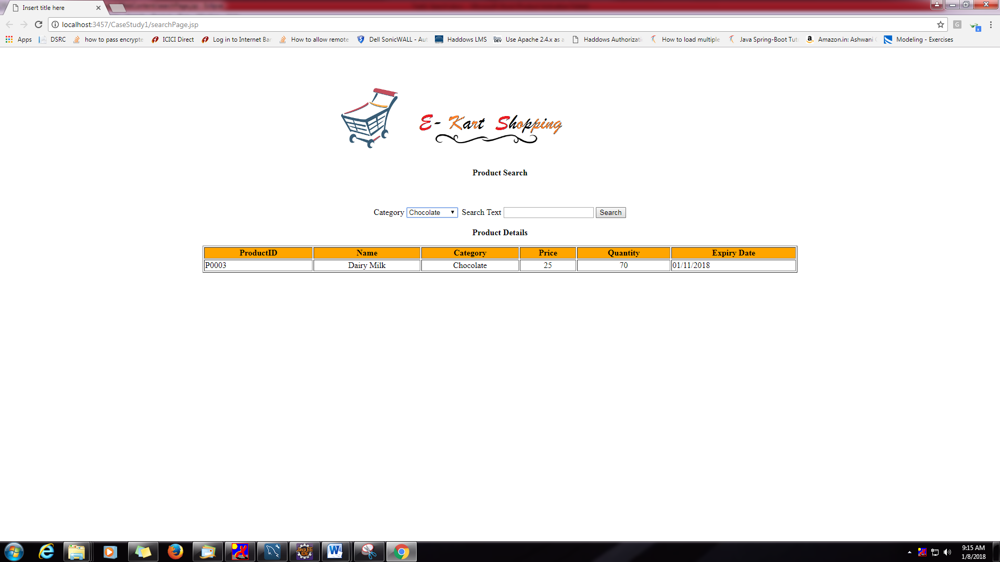 Insert title here
localhost:3457/CaseStudy1/searchPage.jsp
G
x
Apps DSRC how to pass encrypte ICICI Direct Log in to Internet Bar How to allow remote Dell SonicWALL - Aut Haddows LMS DEV Use Apache 2.4.x as a Haddows Authorizati How to load multiple Java Spring-Boot Tut a Amazon.in: Ashwani Modeling - Exercises
E- Kart Shopping
Product Search
Category Chocolate Search Text Search
Product Details
ProductID Name Category Price Quantity Expiry Date
P0003 Dairy Milk Chocolate 25 70 01/11/2018
Java EE
IDE
W
9:15 AM
1/8/2018